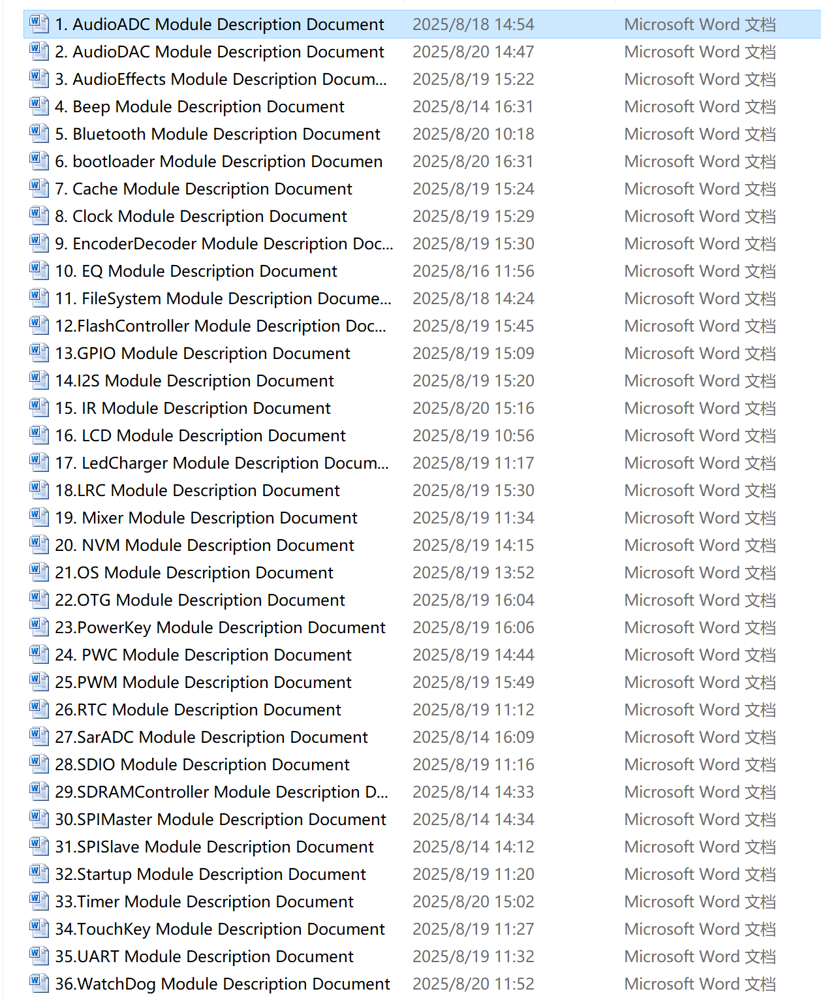 1. AudioADC Module Description Document 2025/8/18 14:54 Microsoft Word 文档
2. AudioDAC Module Description Document 2025/8/20 14:47 Microsoft Word 文档
3. AudioEffects Module Description Docum... 2025/8/19 15:22 Microsoft Word 文档
4. Beep Module Description Document 2025/8/14 16:31 Microsoft Word 文档
5. Bluetooth Module Description Document 2025/8/20 10:18 Microsoft Word 文档
6. bootloader Module Description Documen 2025/8/20 16:31 Microsoft Word 文档
7. Cache Module Description Document 2025/8/19 15:24 Microsoft Word 文档
8. Clock Module Description Document 2025/8/19 15:29 Microsoft Word 文档
9. EncoderDecoder Module Description Doc... 2025/8/19 15:30 Microsoft Word 文档
10. EQ Module Description Document 2025/8/16 11:56 Microsoft Word 文档
11. FileSystem Module Description Docume... 2025/8/18 14:24 Microsoft Word 文档
12.FlashController Module Description Doc... 2025/8/19 15:45 Microsoft Word 文档
13.GPIO Module Description Document 2025/8/19 15:09 Microsoft Word 文档
14.I2S Module Description Document 2025/8/19 15:20 Microsoft Word 文档
15. IR Module Description Document 2025/8/20 15:16 Microsoft Word 文档
16. LCD Module Description Document 2025/8/19 10:56 Microsoft Word 文档
17. LedCharger Module Description Docum... 2025/8/19 11:17 Microsoft Word 文档
18.LRC Module Description Document 2025/8/19 15:30 Microsoft Word 文档
19. Mixer Module Description Document 2025/8/19 11:34 Microsoft Word 文档
20. NVM Module Description Document 2025/8/19 14:15 Microsoft Word 文档
21.OS Module Description Document 2025/8/19 13:52 Microsoft Word 文档
22.OTG Module Description Document 2025/8/19 16:04 Microsoft Word 文档
23.PowerKey Module Description Document 2025/8/19 16:06 Microsoft Word 文档
24. PWC Module Description Document 2025/8/19 14:44 Microsoft Word 文档
25.PWM Module Description Document 2025/8/19 15:49 Microsoft Word 文档
26.RTC Module Description Document 2025/8/19 11:12 Microsoft Word 文档
27.SarADC Module Description Document 2025/8/14 16:09 Microsoft Word 文档
28.SDIO Module Description Document 2025/8/19 11:16 Microsoft Word 文档
29.SDRAMController Module Description D... 2025/8/14 14:33 Microsoft Word 文档
30.SPIMaster Module Description Document 2025/8/14 14:34 Microsoft Word 文档
31.SPISlave Module Description Document 2025/8/14 14:12 Microsoft Word 文档
32.Startup Module Description Document 2025/8/19 11:20 Microsoft Word 文档
33.Timer Module Description Document 2025/8/20 15:02 Microsoft Word 文档
34.TouchKey Module Description Document 2025/8/19 11:27 Microsoft Word 文档
35.UART Module Description Document 2025/8/19 11:32 Microsoft Word 文档
36.WatchDog Module Description Document 2025/8/20 11:52 Microsoft Word 文档